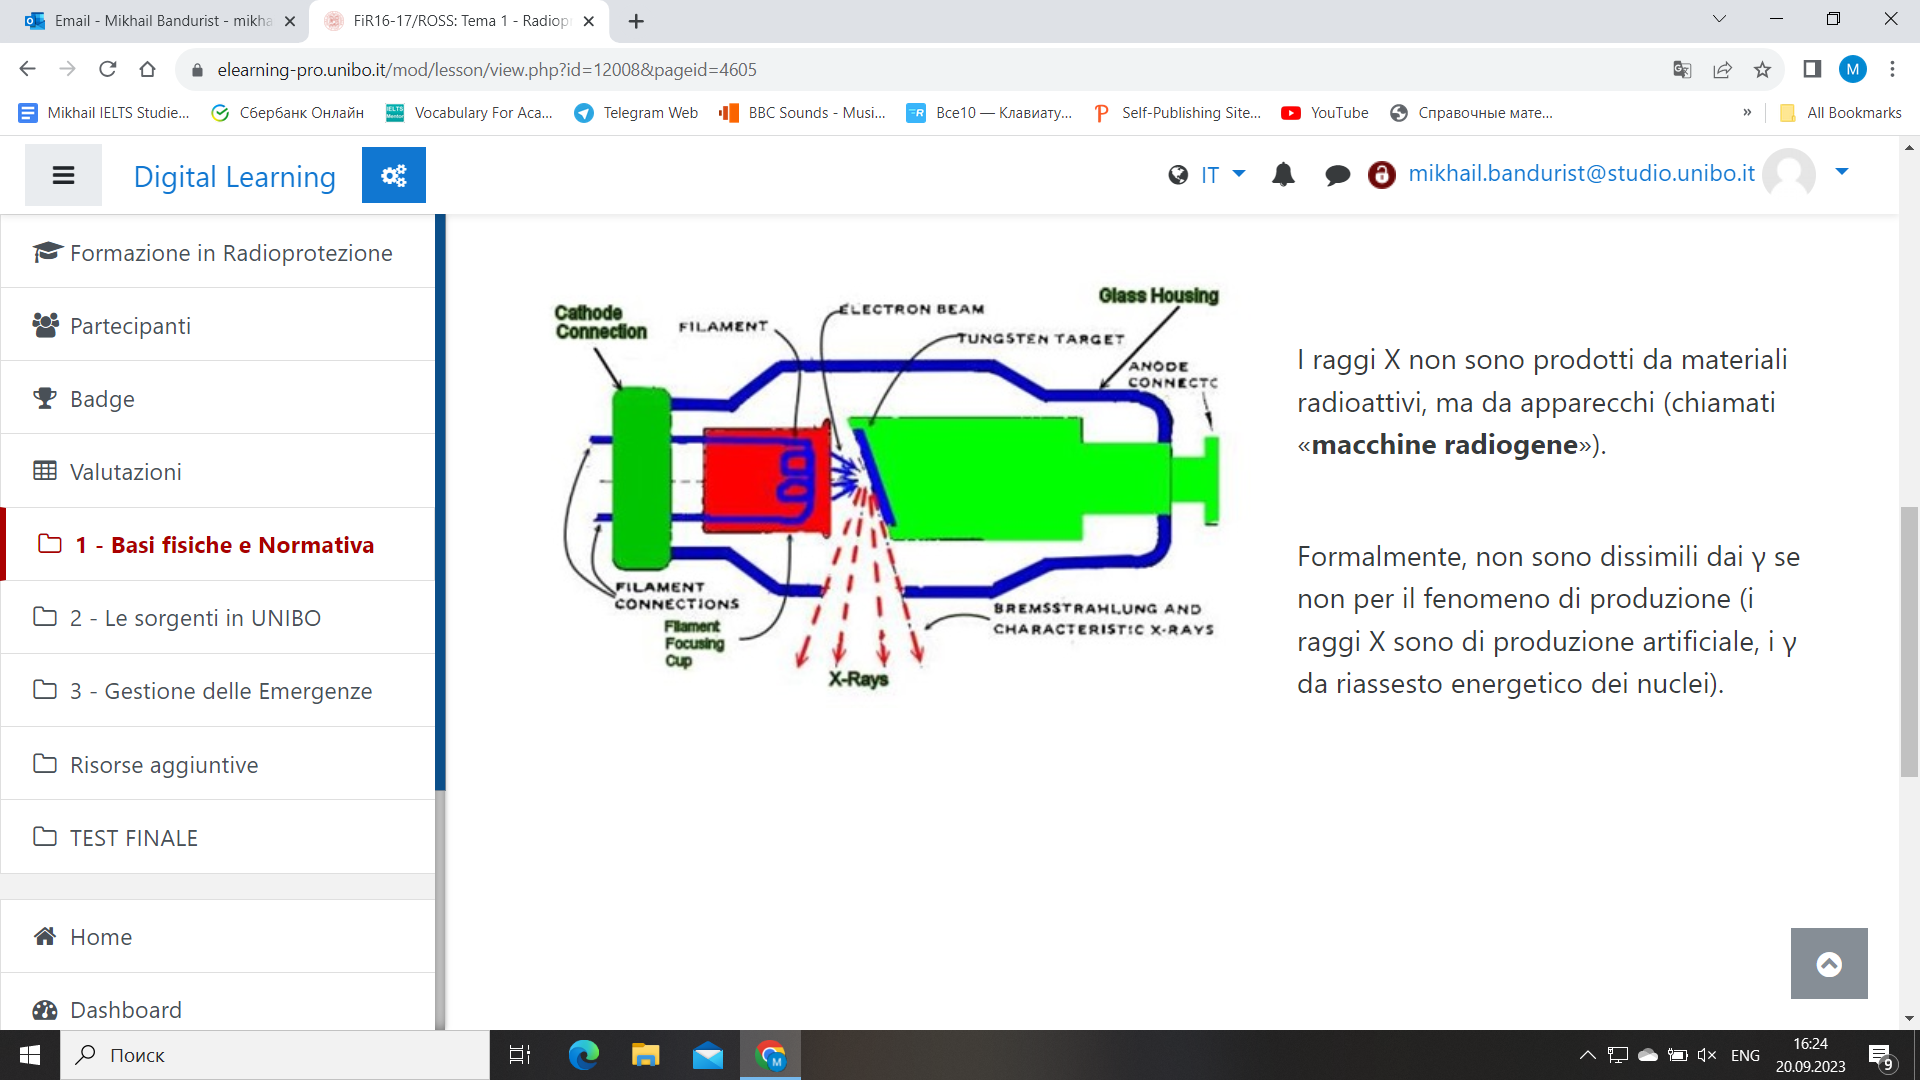 Email - Mikhail Bandurist - mikha
FiR16-17/ROSS: Tema 1 - Radiop
elearning-pro.unibo.it/mod/lesson/view.php?id=12008&pageid=4605
M
Mikhail IELTS Studie...
Сбербанк Онлайн
Vocabulary For Aca...
Telegram Web
BBC Sounds - Musi...
Все10 — Клавиату...
Self-Publishing Site...
YouTube
Справочные мате...
»
All Bookmarks
Digital Learning
IT
mikhail.bandurist@studio.unibo.it
Formazione in Radioprotezione
Partecipanti
Badge
Valutazioni
1 - Basi fisiche e Normativa
2 - Le sorgenti in UNIBO
3 - Gestione delle Emergenze
Risorse aggiuntive
TEST FINALE
Home
Dashboard
Cathode
Connection
FILAMENT
ELECTRON BEAM
TUNGSTEN TARGET
Glass Housing
ANODE
CONNECTO
FILAMENT
CONNECTIONS
Filament
Focusing
Cup
X-Rays
BREMSSTRAHLUNG AND
CHARACTERISTIC X-RAYS
I raggi X non sono prodotti da materiali
radioattivi, ma da apparecchi (chiamati
«macchine radiogene»).
Formalmente, non sono dissimili dai γ se
non per il fenomeno di produzione (i
raggi X sono di produzione artificiale, i γ
da riassesto energetico dei nuclei).
Поиск
M
ENG
16:24
20.09.2023
9